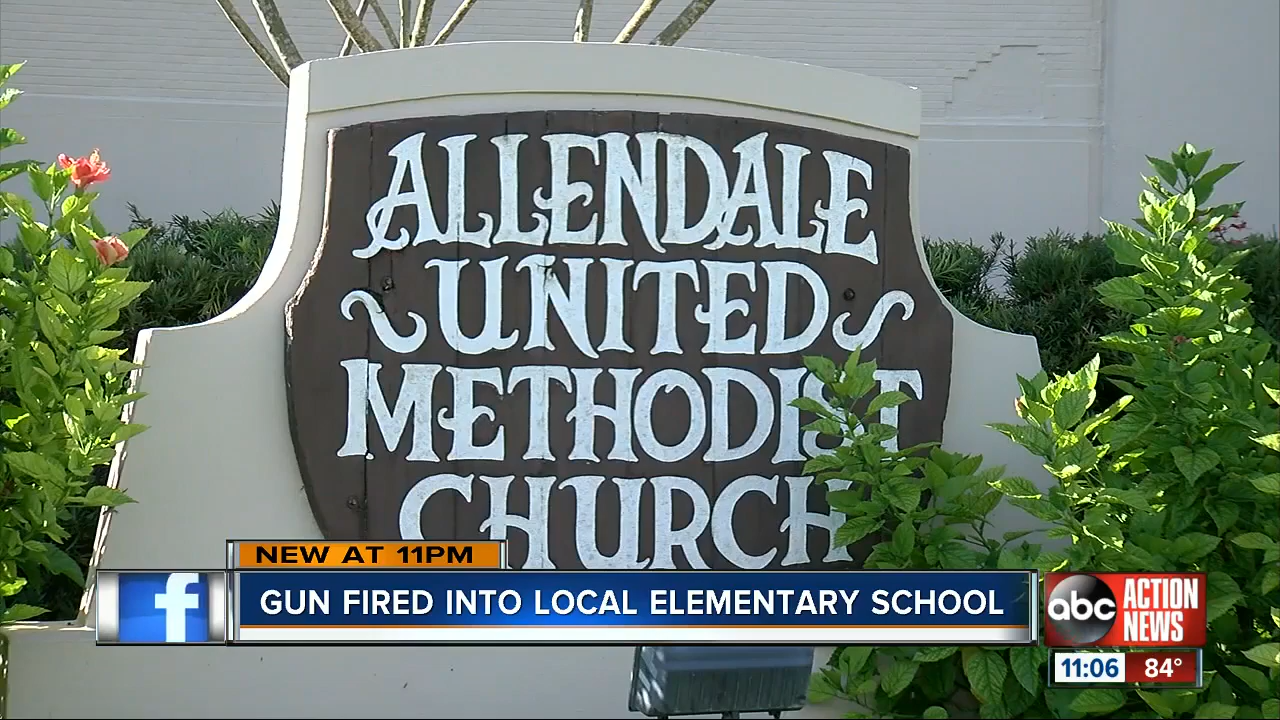 ALLENDALE
UNITED
METHODIST
CHURCH
NEW AT 11PM
f
GUN FIRED INTO LOCAL ELEMENTARY SCHOOL
abc ACTION NEWS
11:06 84°